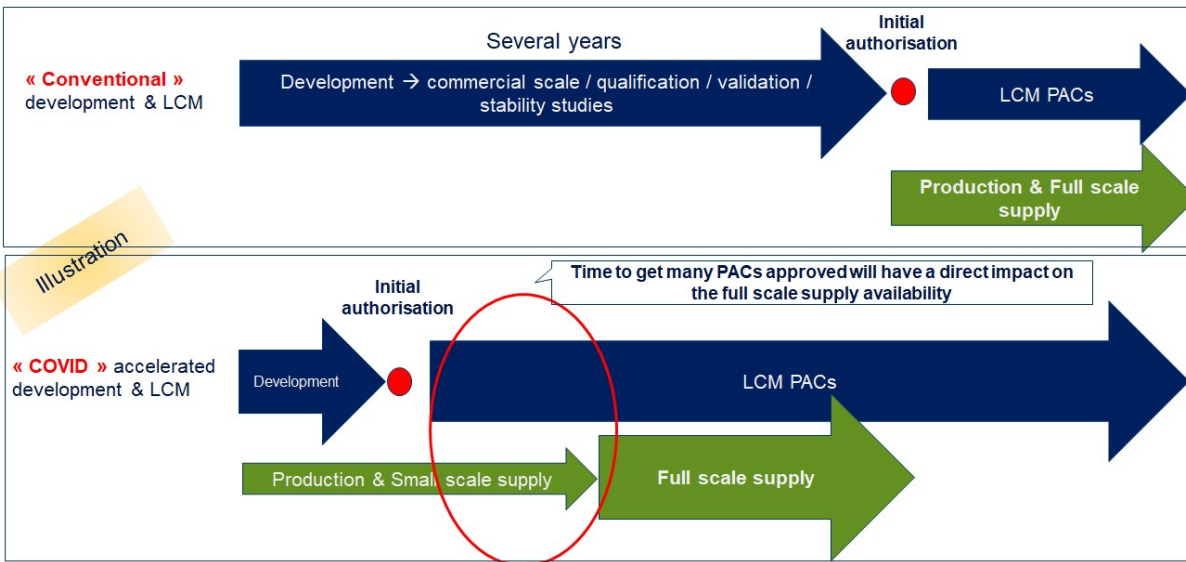 Several years
Initial
authorisation
« Conventional »
development & LCM
Development → commercial scale / qualification / validation /
stability studies
LCM PACs
Production & Full scale
supply
Illustration
Time to get many PACs approved will have a direct impact on
the full scale supply availability
Initial
authorisation
« COVID » accelerated
development & LCM
Development
LCM PACs
Production & Small scale supply
Full scale supply